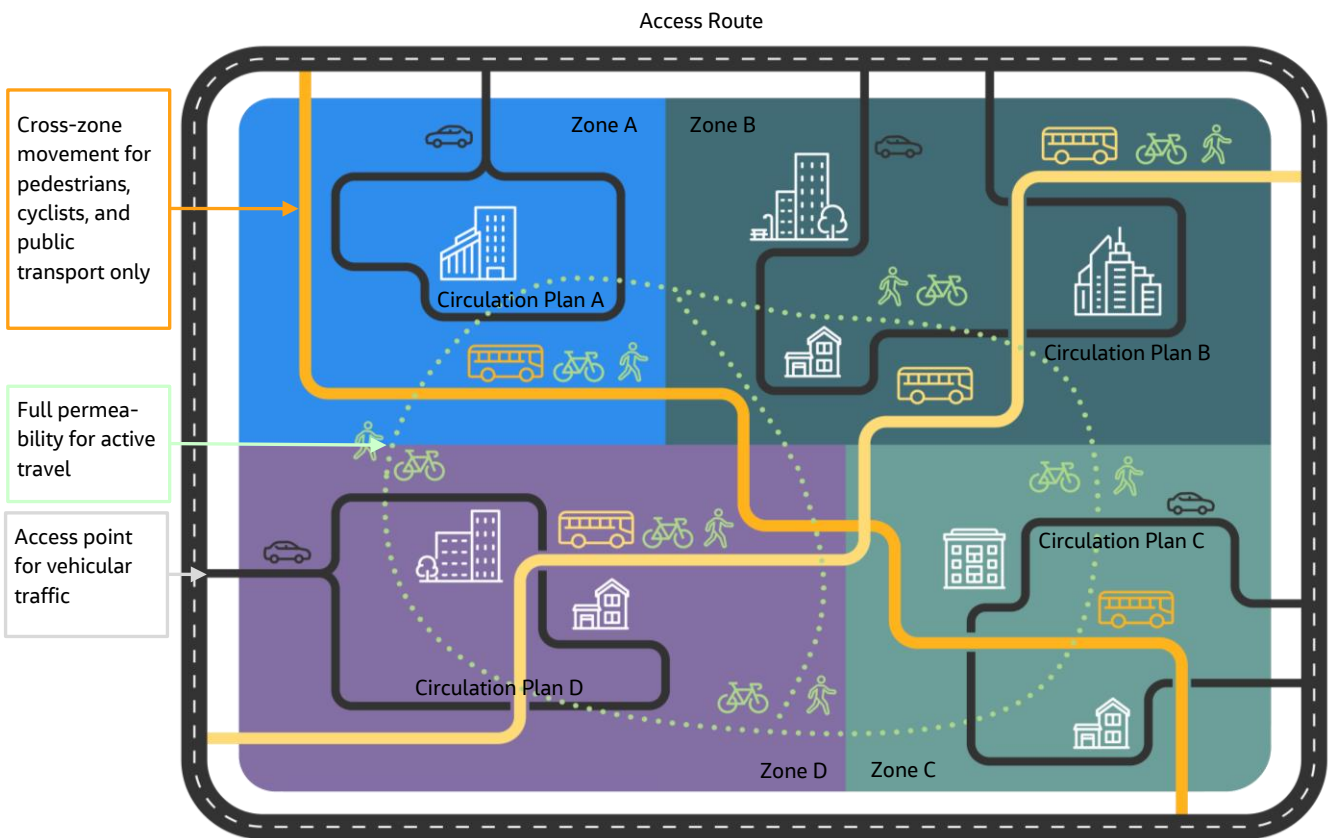 Access Route
Cross-zone
movement for
pedestrians,
cyclists, and
public
transport only
Zone A
Zone B
Circulation Plan A
Circulation Plan B
Full permea-
bility for active
travel
Access point
for vehicular
traffic
Circulation Plan C
Circulation Plan D
Zone D
Zone C